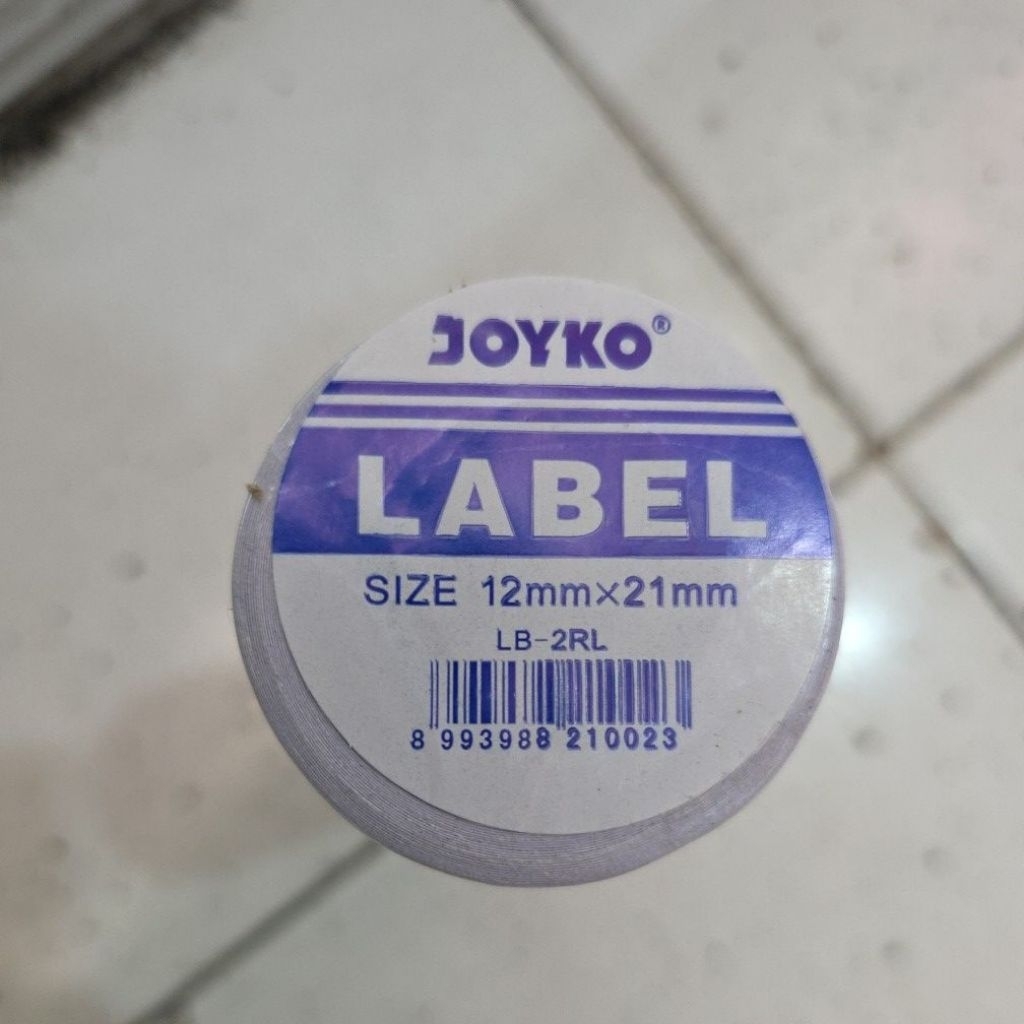 JOYKO®
LABEL
SIZE 12mm×21mm
LB-2RL
8 993988 210023